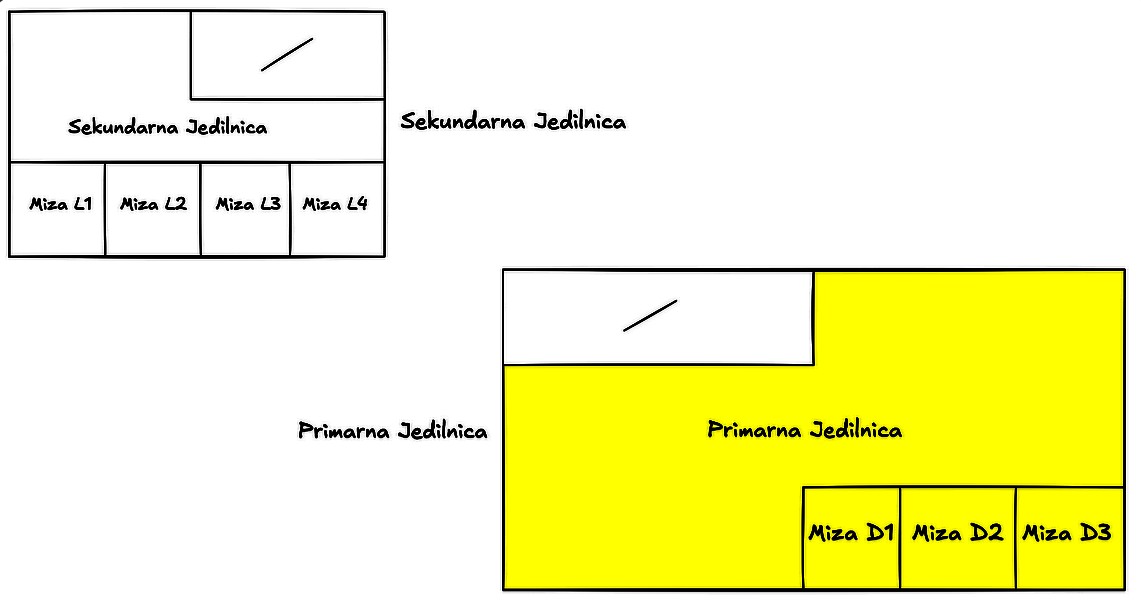 Sekundarna Jedilnica
Sekundarna Jedilnica
Miza L1
Miza L2
Miza L3
Miza L4
Primarna Jedilnica
Primarna Jedilnica
Miza D1
Miza D2
Miza D3